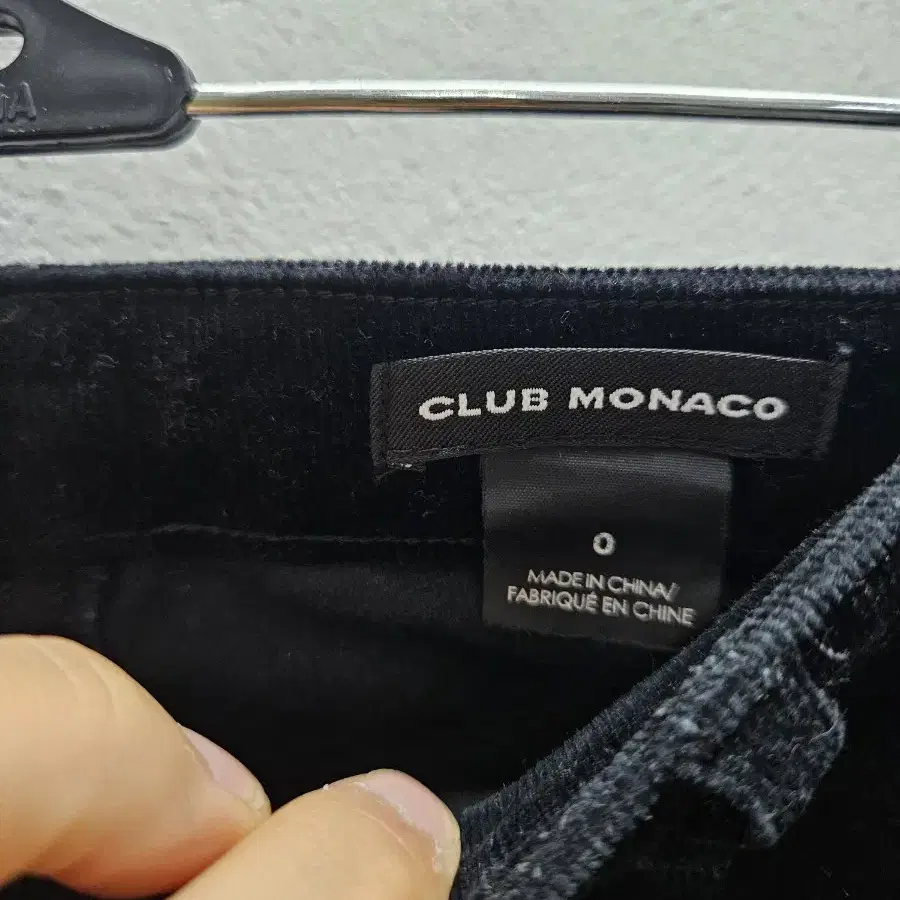 CLUB MONACO
0
MADE IN CHINA/
FABRIQUÉ EN CHINE